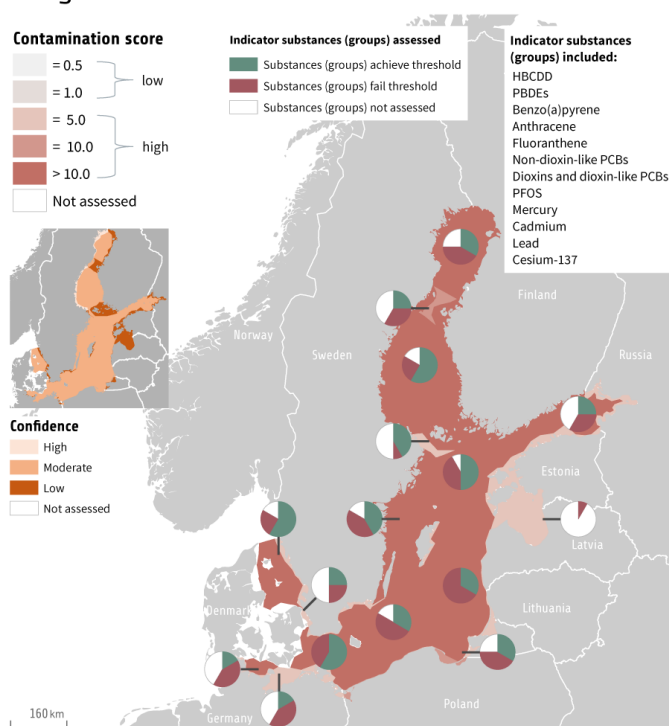 Contamination score
= 0.5
= 1.0
low
= 5.0
= 10.0
high
> 10.0
Not assessed
Indicator substances (groups) assessed
Substances (groups) achieve threshold
Substances (groups) fail threshold
Substances (groups) not assessed
Indicator substances
(groups) included:
HBCDD
PBDEs
Benzo(a)pyrene
Anthracene
Fluoranthene
Non-dioxin-like PCBs
Dioxins and dioxin-like PCBs
PFOS
Mercury
Cadmium
Lead
Cesium-137
Confidence
High
Moderate
Low
Not assessed
Norway
Sweden
Finland
Russia
Estonia
Latvia
Lithuania
Denmark
Germany
Poland
160 km